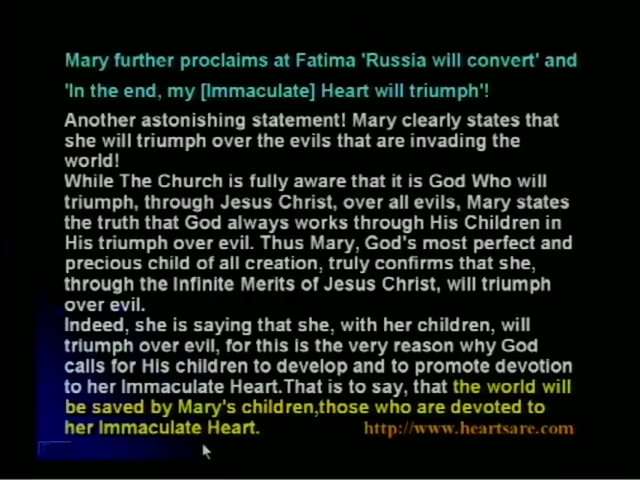 Mary further proclaims at Fatima 'Russia will convert' and
'In the end, my [Immaculate] Heart will triumph'!
Another astonishing statement! Mary clearly states that
she will triumph over the evils that are invading the
world!
While The Church is fully aware that it is God Who will
triumph, through Jesus Christ, over all evils, Mary states
the truth that God always works through His Children in
His triumph over evil. Thus Mary, God's most perfect and
precious child of all creation, truly confirms that she,
through the Infinite Merits of Jesus Christ, will triumph
over evil.
Indeed, she is saying that she, with her children, will
triumph over evil, for this is the very reason why God
calls for His children to develop and to promote devotion
to her Immaculate Heart.That is to say, that the world will
be saved by Mary's children,those who are devoted to
her Immaculate Heart. http://www.heartsare.com